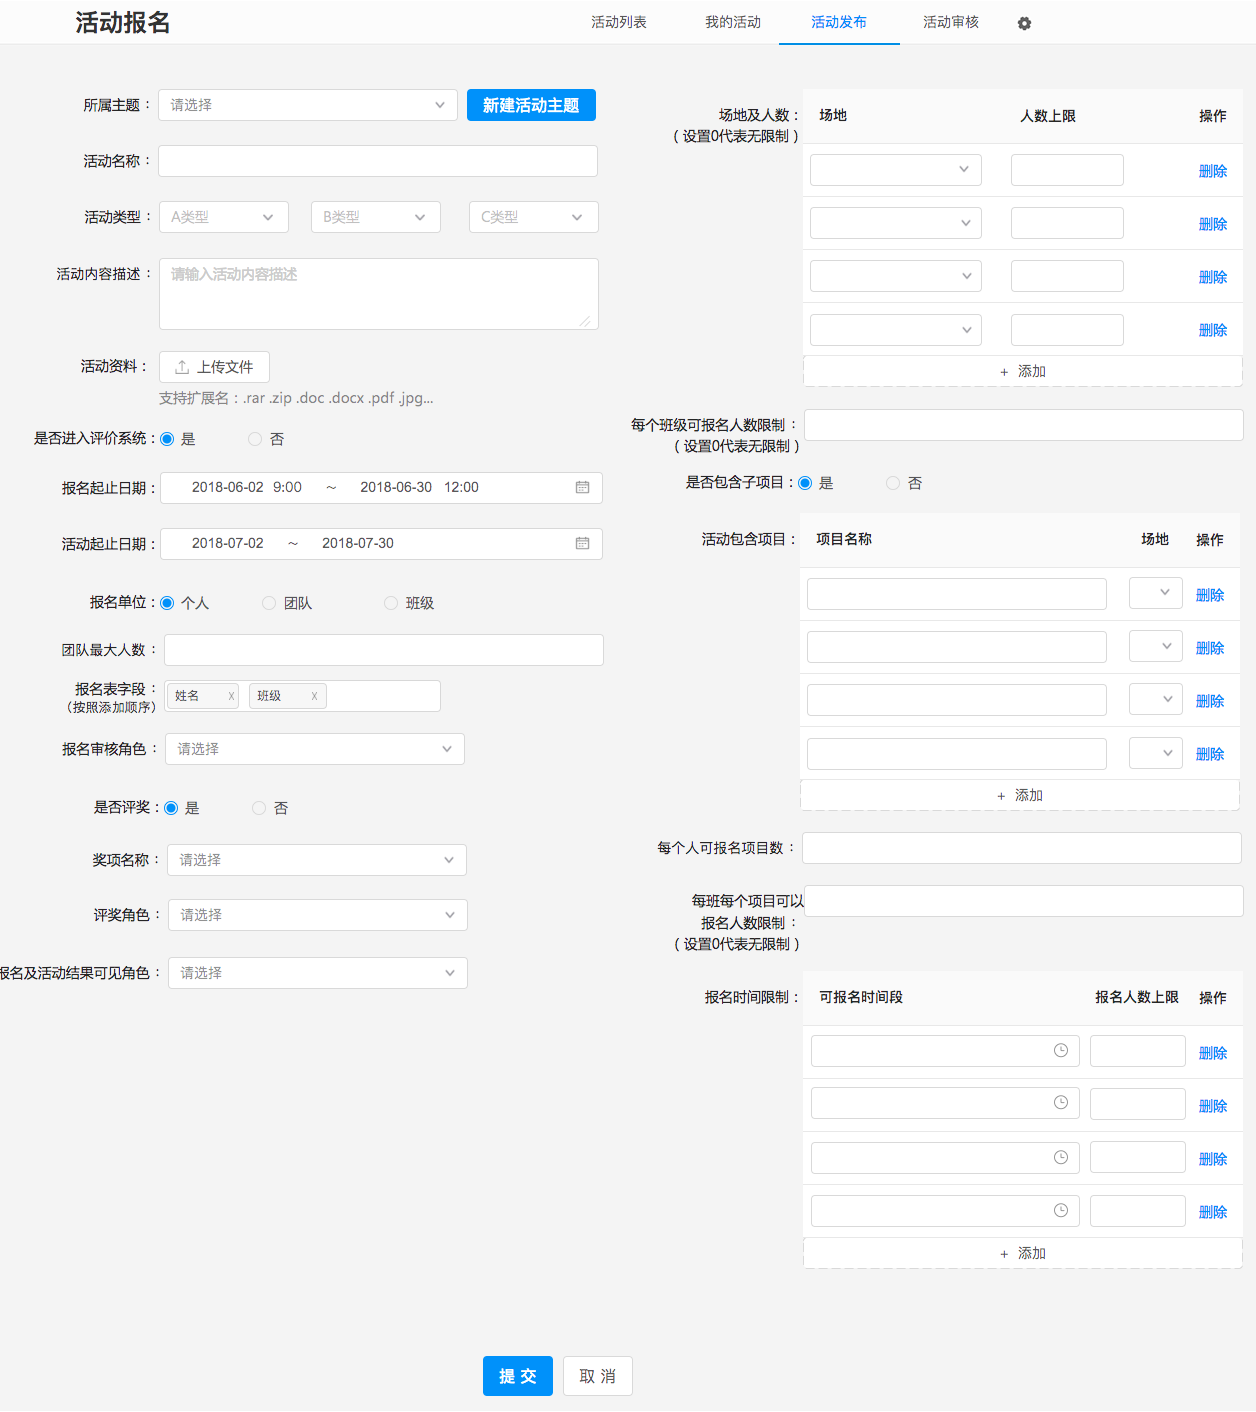 活动报名
活动列表
我的活动
活动发布
活动审核
所属主题：
请选择
新建活动主题
活动名称：
活动类型：
A类型
B类型
C类型
活动内容描述：
请输入活动内容描述
活动资料：
上传文件
支持扩展名：.rar .zip .doc .docx .pdf .jpg...
是否进入评价系统：
是
否
报名起止日期：
2018-06-02 9:00 ～ 2018-06-30 12:00
活动起止日期：
2018-07-02 ～ 2018-07-30
报名单位：
个人
团队
班级
团队最大人数：
报名表字段：
（按照添加顺序）
姓名 x
班级 x
报名审核角色：
请选择
是否评奖：
是
否
奖项名称：
请选择
评奖角色：
请选择
报名及活动结果可见角色：
请选择
场地及人数：
（设置0代表无限制）
场地
人数上限
操作
删除
删除
删除
删除
+ 添加
每个班级可报名人数限制：
（设置0代表无限制）
是否包含子项目：
是
否
活动包含项目：
项目名称
场地
操作
删除
删除
删除
删除
+ 添加
每个人可报名项目数：
每班每个项目可以
报名人数限制：
（设置0代表无限制）
报名时间限制：
可报名时间段
报名人数上限
操作
删除
删除
删除
删除
+ 添加
提 交
取 消